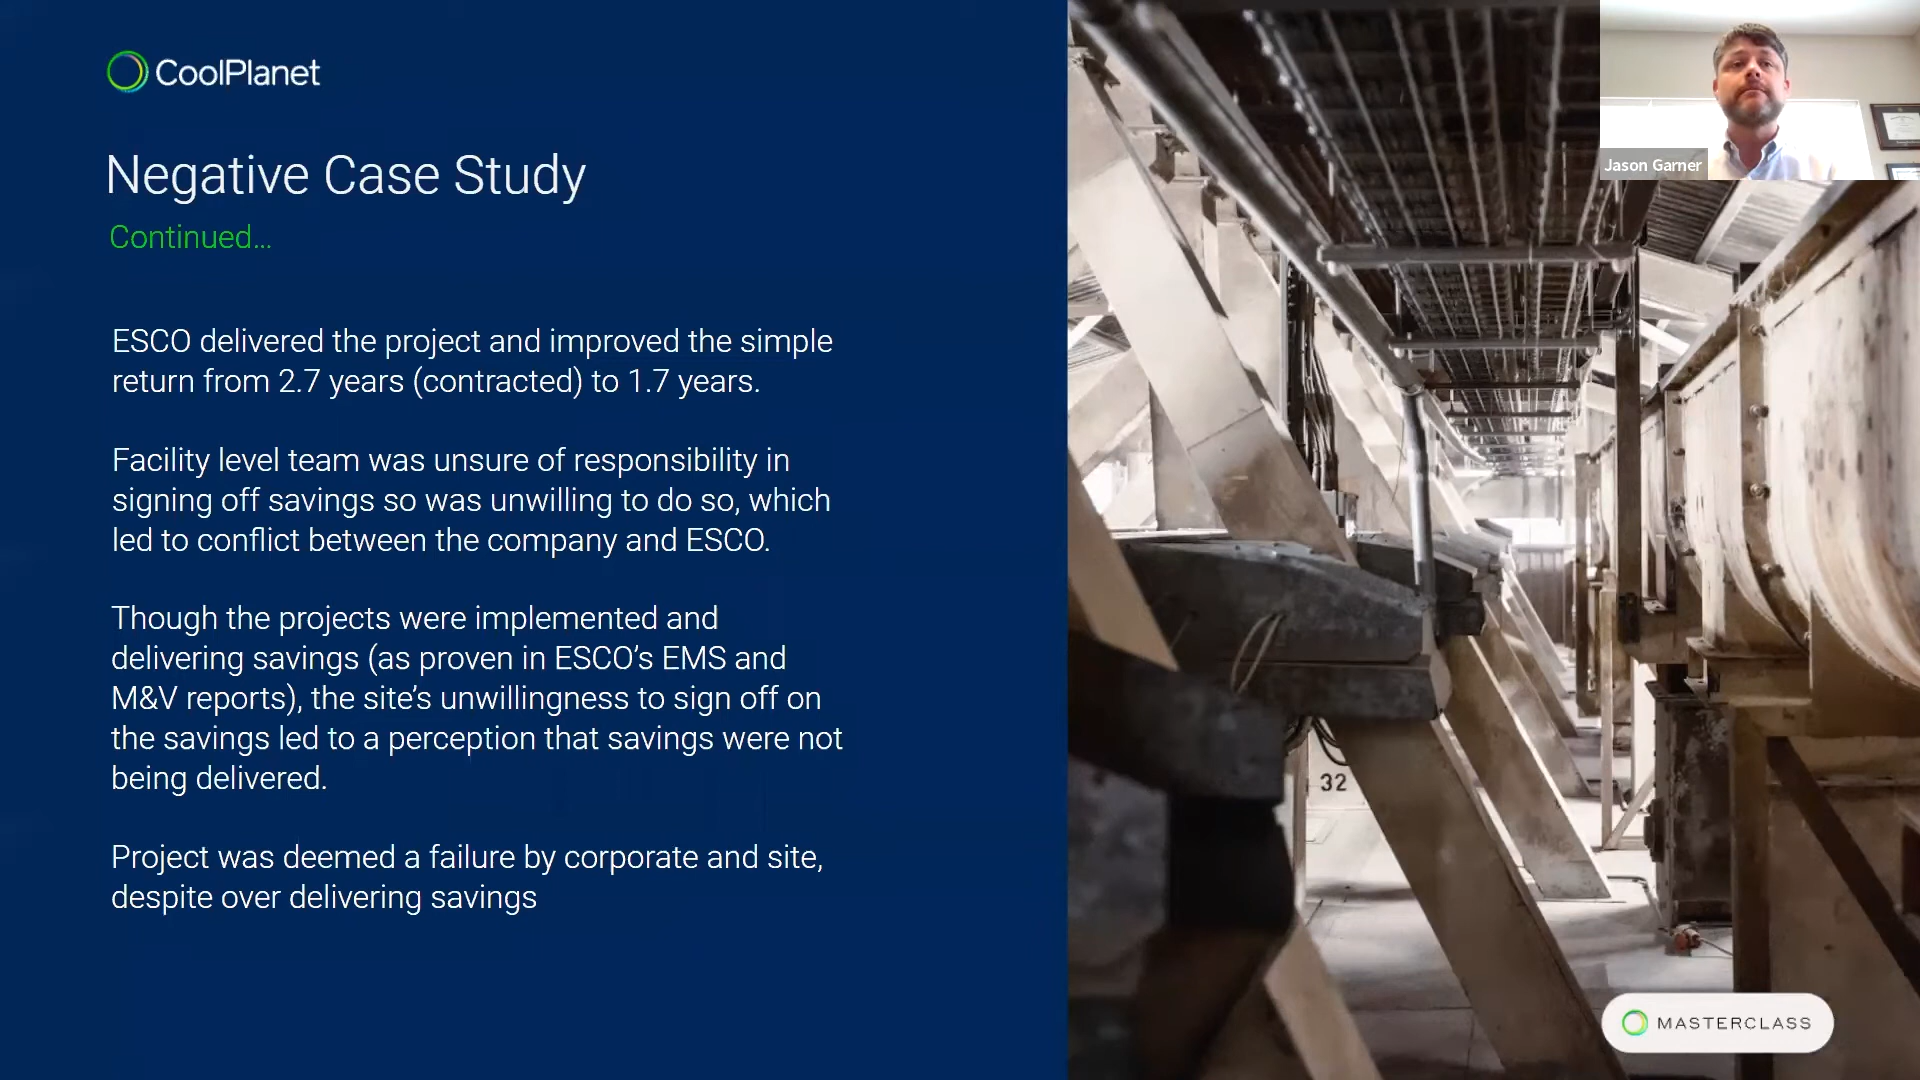 CoolPlanet
Negative Case Study
Continued...
ESCO delivered the project and improved the simple
return from 2.7 years (contracted) to 1.7 years.
Facility level team was unsure of responsibility in
signing off savings so was unwilling to do so, which
led to conflict between the company and ESCO.
Though the projects were implemented and
delivering savings (as proven in ESCO’s EMS and
M&V reports), the site’s unwillingness to sign off on
the savings led to a perception that savings were not
being delivered.
Project was deemed a failure by corporate and site,
despite over delivering savings
Jason Garner
32
MASTERCLASS